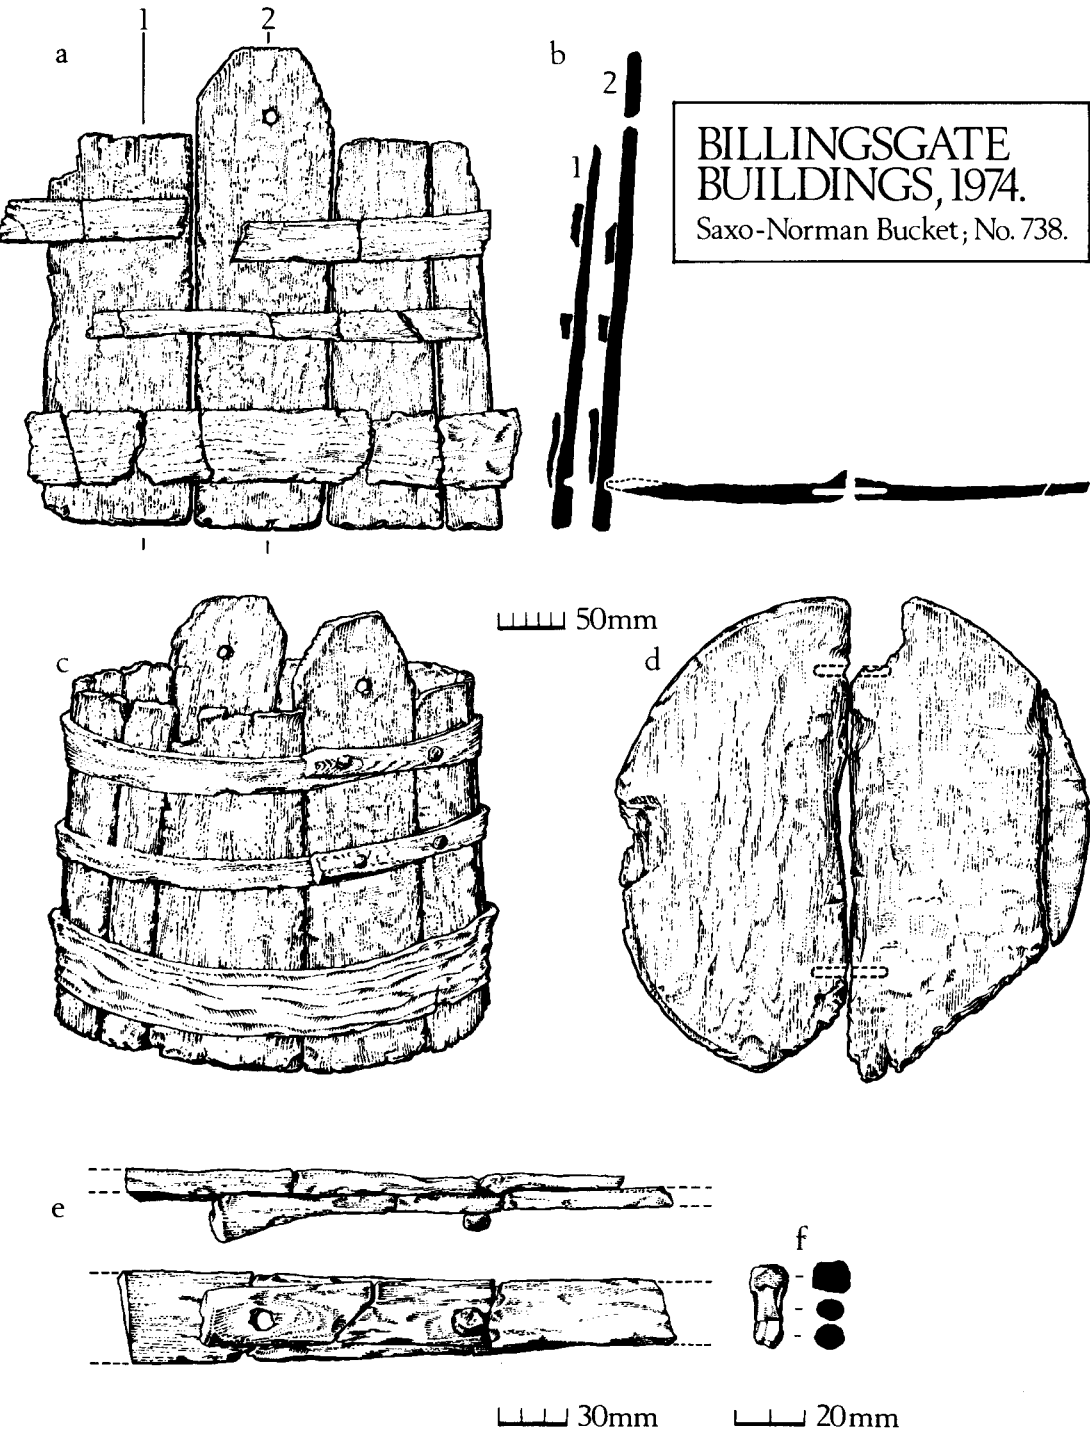 1 2
a
b
2
1
BILLINGSGATE
BUILDINGS, 1974.
Saxo-Norman Bucket; No. 738.
50mm
c
d
e
f
30mm
20mm